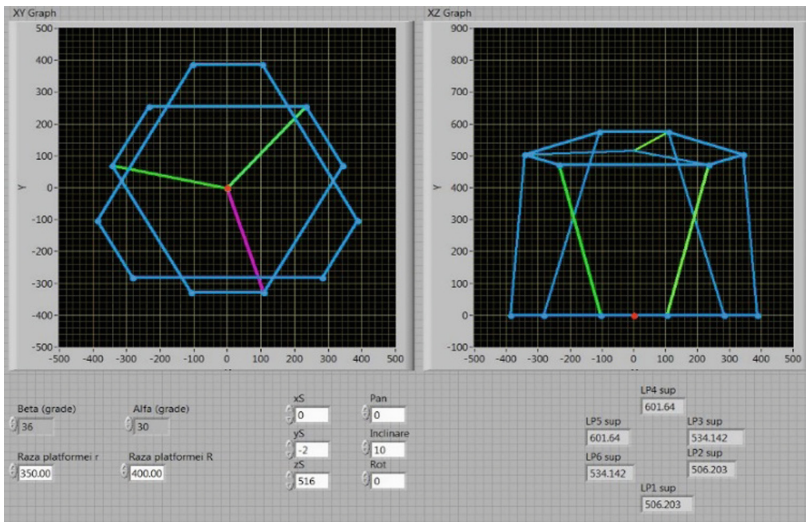 XY Graph
500
400
300
200
100
0
-100
-200
-300
-400
-500
Y
-500 -400 -300 -200 -100 0 100 200 300 400 500
XZ Graph
900
800
700
600
500
400
300
200
100
0
-100
Y
-500 -400 -300 -200 -100 0 100 200 300 400 500
Beta (grade)
36
Alfa (grade)
30
Raza platformei r
350.00
Raza platformei R
400.00
xS
0
yS
-2
zS
516
Pan
0
Inclinare
10
Rot
0
LP4 sup
601.64
LP5 sup
601.64
LP3 sup
534.142
LP6 sup
534.142
LP2 sup
506.203
LP1 sup
506.203